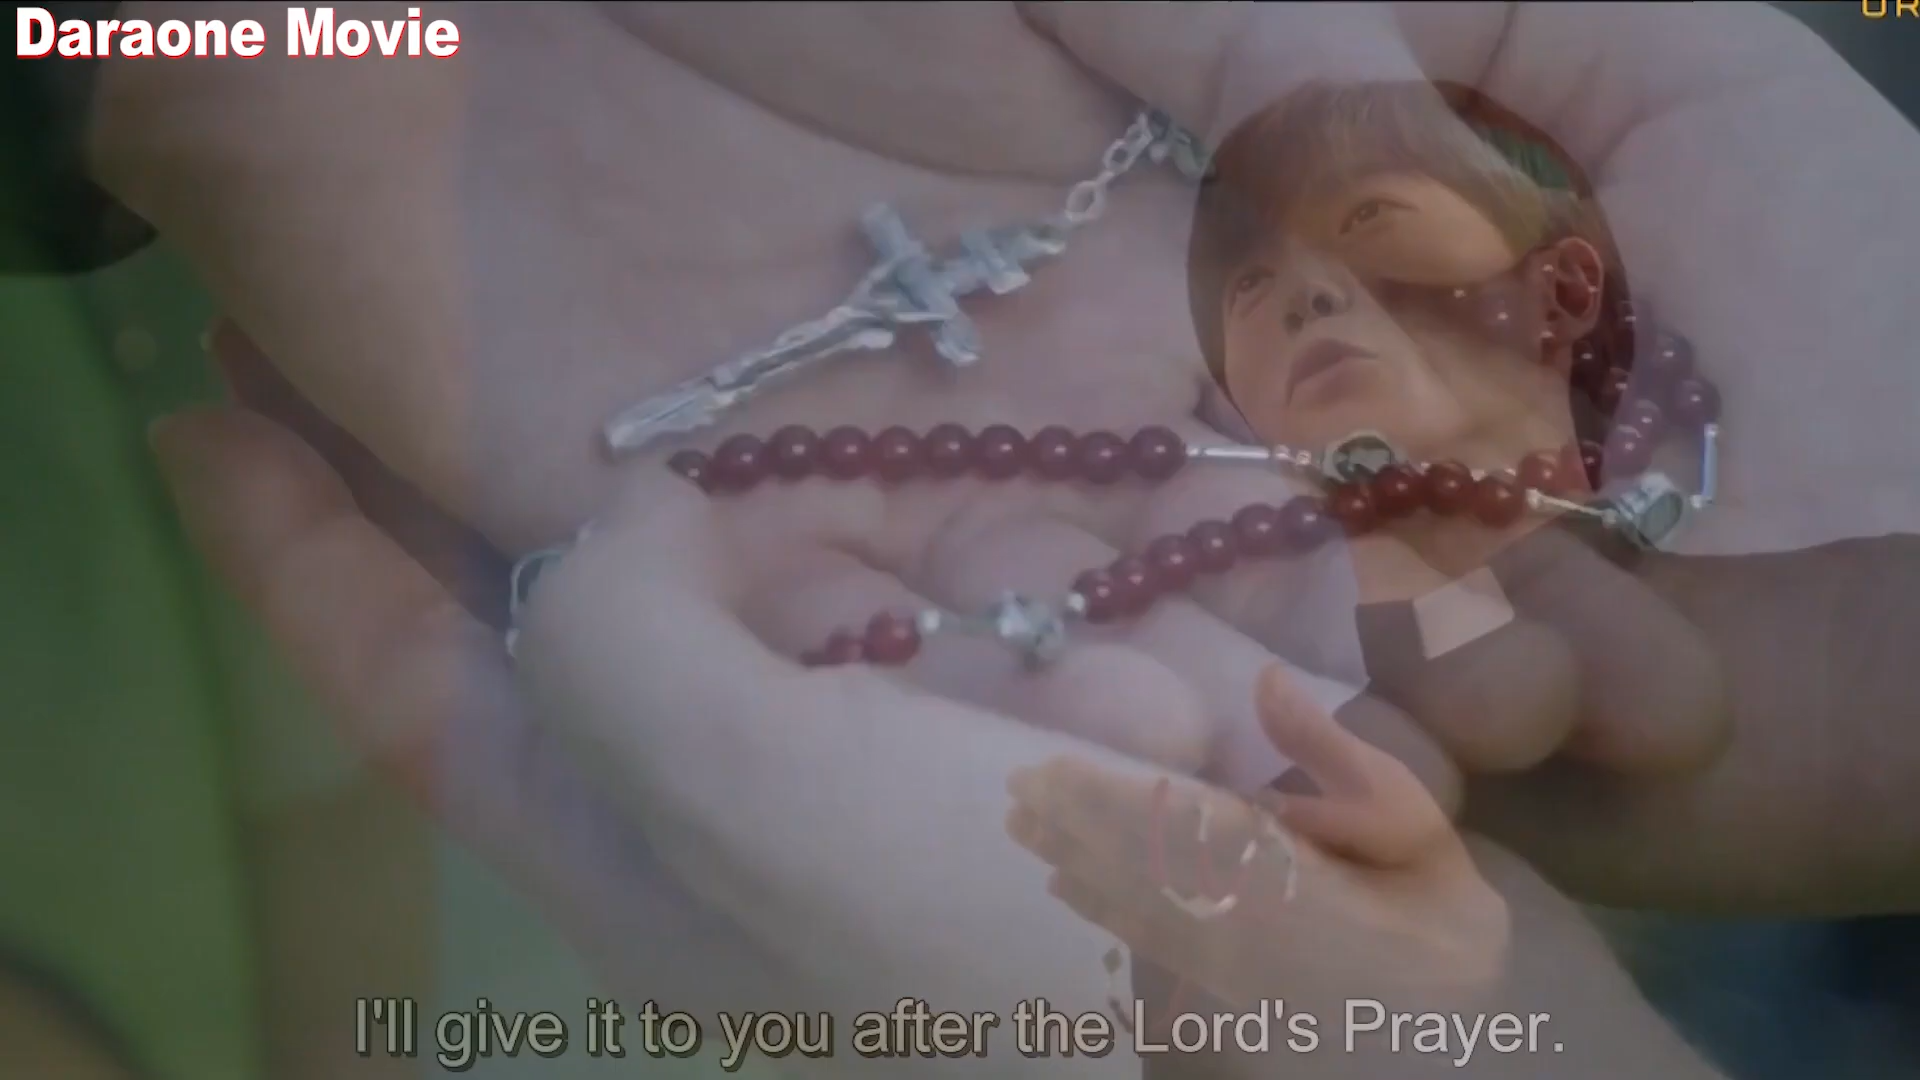 Daraone Movie
I'll give it to you after the Lord's Prayer.